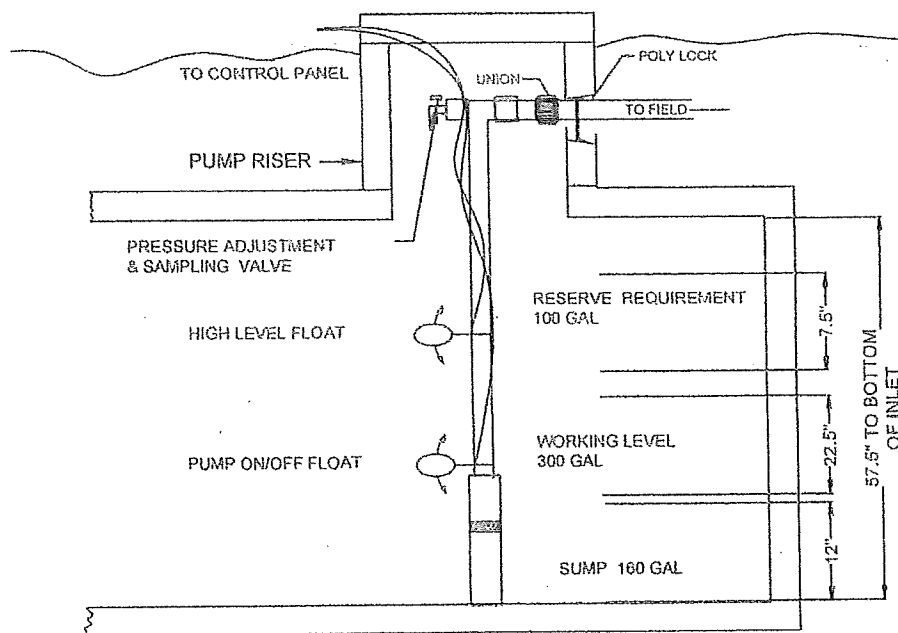 TO CONTROL PANEL
UNION
POLY LOCK
TO FIELD
PUMP RISER
PRESSURE ADJUSTMENT
& SAMPLING VALVE
RESERVE REQUIREMENT
100 GAL
7.5"
HIGH LEVEL FLOAT
57.5" TO BOTTOM
OF INLET
WORKING LEVEL
300 GAL
22.5"
PUMP ON/OFF FLOAT
12"
SUMP 160 GAL